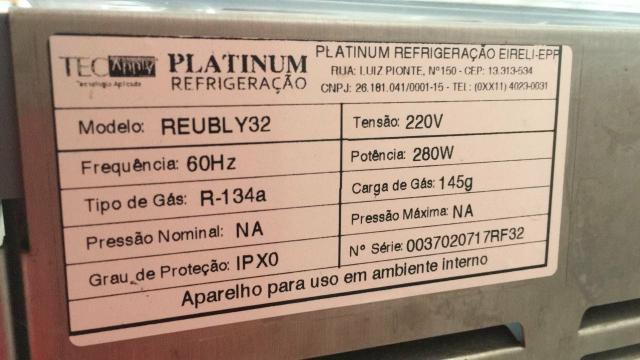 TEC Apply PLATINUM REFRIGERAÇÃO EIRELI-EPP
Tecnologia Aplicada
PLATINUM
REFRIGERAÇÃO
RUA: LUIZ PIONTE, Nº150 - CEP: 13.313-534
CNPJ: 26.181.041/0001-15 - TEL: (0XX11) 4023-0031
Modelo: REUBLY32
Tensão: 220V
Frequência: 60Hz
Potência: 280W
Tipo de Gás: R-134a
Carga de Gás: 145g
Pressão Nominal: NA
Pressão Máxima: NA
Grau de Proteção: IPX0
Nº Série: 0037020717RF32
Aparelho para uso em ambiente interno